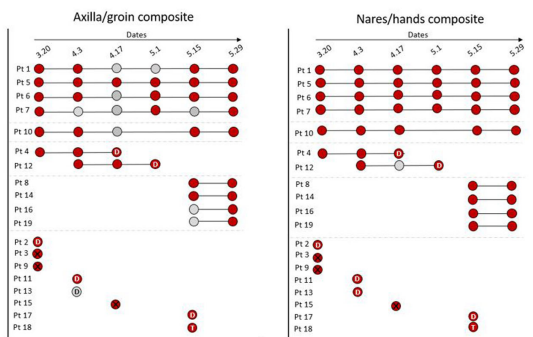 Axilla/groin composite
Dates
3.20 4.3 4.17 5.1 5.15 5.29
Pt 1
Pt 5
Pt 6
Pt 7
Pt 10
Pt 4 D
Pt 12 D
Pt 8
Pt 14
Pt 16
Pt 19
Pt 2 D
Pt 3 X
Pt 9 X
Pt 11 D
Pt 13 D
Pt 15 X
Pt 17 D
Pt 18 T
Nares/hands composite
Dates
3.20 4.3 4.17 5.1 5.15 5.29
Pt 1
Pt 5
Pt 6
Pt 7
Pt 10
Pt 4 D
Pt 12 D
Pt 8
Pt 14
Pt 16
Pt 19
Pt 2 D
Pt 3 X
Pt 9 X
Pt 11 D
Pt 13 D
Pt 15 X
Pt 17 D
Pt 18 T